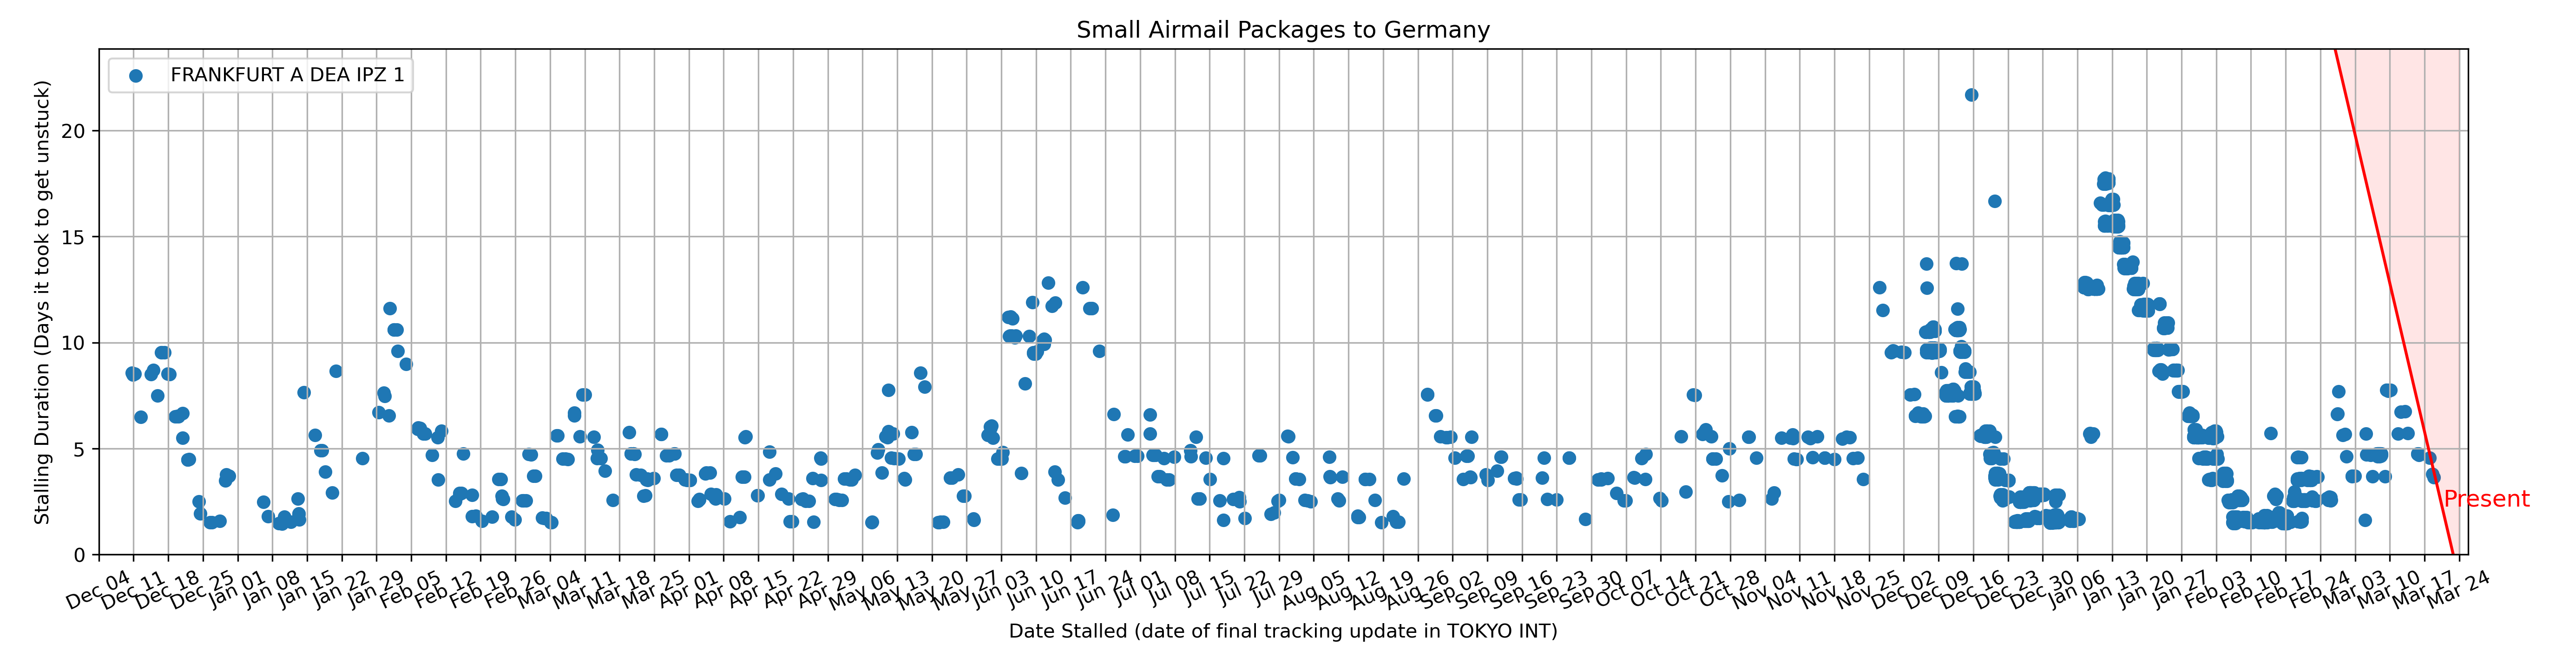 Small Airmail Packages to Germany
FRANKFURT A DEA IPZ 1
Stalling Duration (Days it took to get unstuck)
20
15
10
5
0
Present
Dec 04 Dec 11 Dec 18 Dec 25 Jan 01 Jan 08 Jan 15 Jan 22 Jan 29 Feb 05 Feb 12 Feb 19 Feb 26 Mar 04 Mar 11 Mar 18 Mar 25 Apr 01 Apr 08 Apr 15 Apr 22 Apr 29 May 06 May 13 May 20 May 27 Jun 03 Jun 10 Jun 17 Jun 24 Jul 01 Jul 08 Jul 15 Jul 22 Jul 29 Aug 05 Aug 12 Aug 19 Aug 26 Sep 02 Sep 09 Sep 16 Sep 23 Sep 30 Oct 07 Oct 14 Oct 21 Oct 28 Nov 04 Nov 11 Nov 18 Nov 25 Dec 02 Dec 09 Dec 16 Dec 23 Dec 30 Jan 06 Jan 13 Jan 20 Jan 27 Feb 03 Feb 10 Feb 17 Feb 24 Mar 03 Mar 10 Mar 17 Mar 24
Date Stalled (date of final tracking update in TOKYO INT)